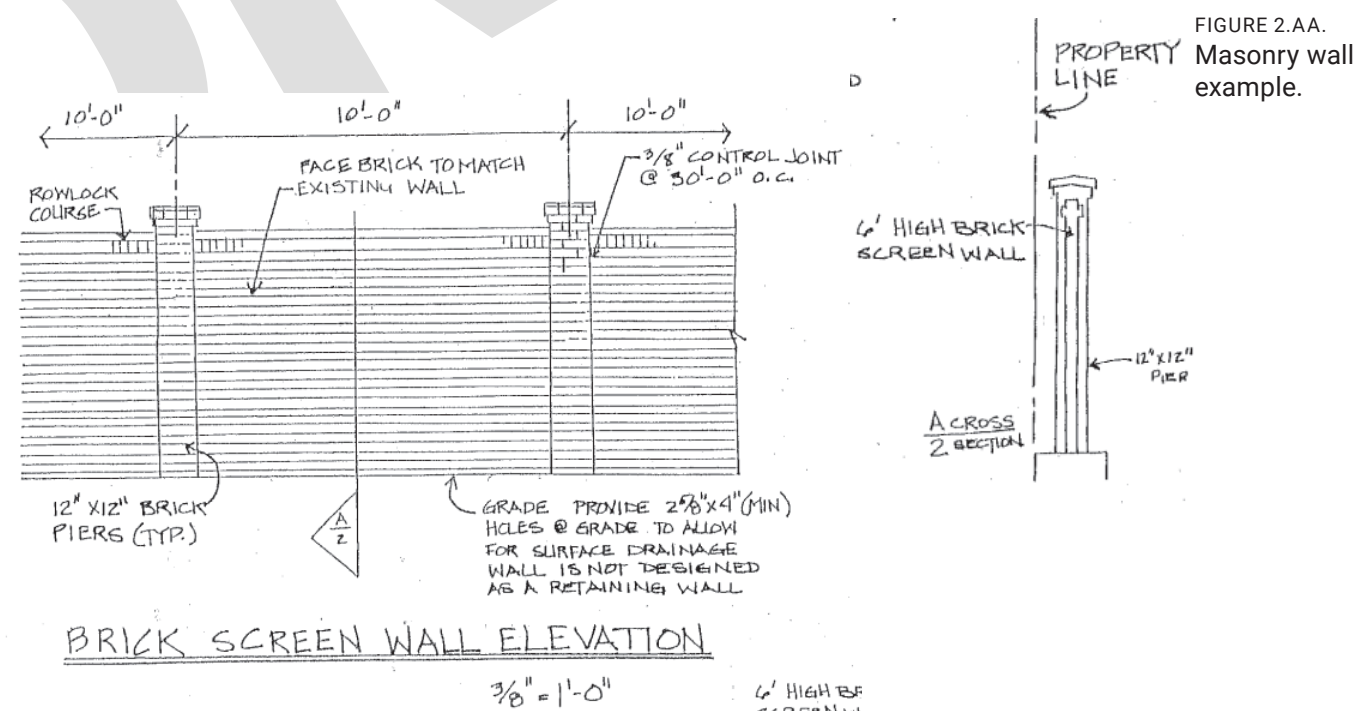 FIGURE 2.AA.
Masonry wall
example.
PROPERTY
LINE
D
10'-0"
10'-0"
10'-0"
FACE BRICK TO MATCH
EXISTING WALL
3/8" CONTROL JOINT
@ 30'-0" O.C.
ROWLOCK
COURSE
6' HIGH BRICK
SCREEN WALL
12"X12"
PIER
A CROSS
2 SECTION
12" X12" BRICK
PIERS (TYP.)
A
2
GRADE PROVIDE 2⅝"x4"(MIN)
HOLES @ GRADE TO ALLOW
FOR SURFACE DRAINAGE
WALL IS NOT DESIGNED
AS A RETAINING WALL
BRICK SCREEN WALL ELEVATION
3/8" = 1'-0"
6' HIGH